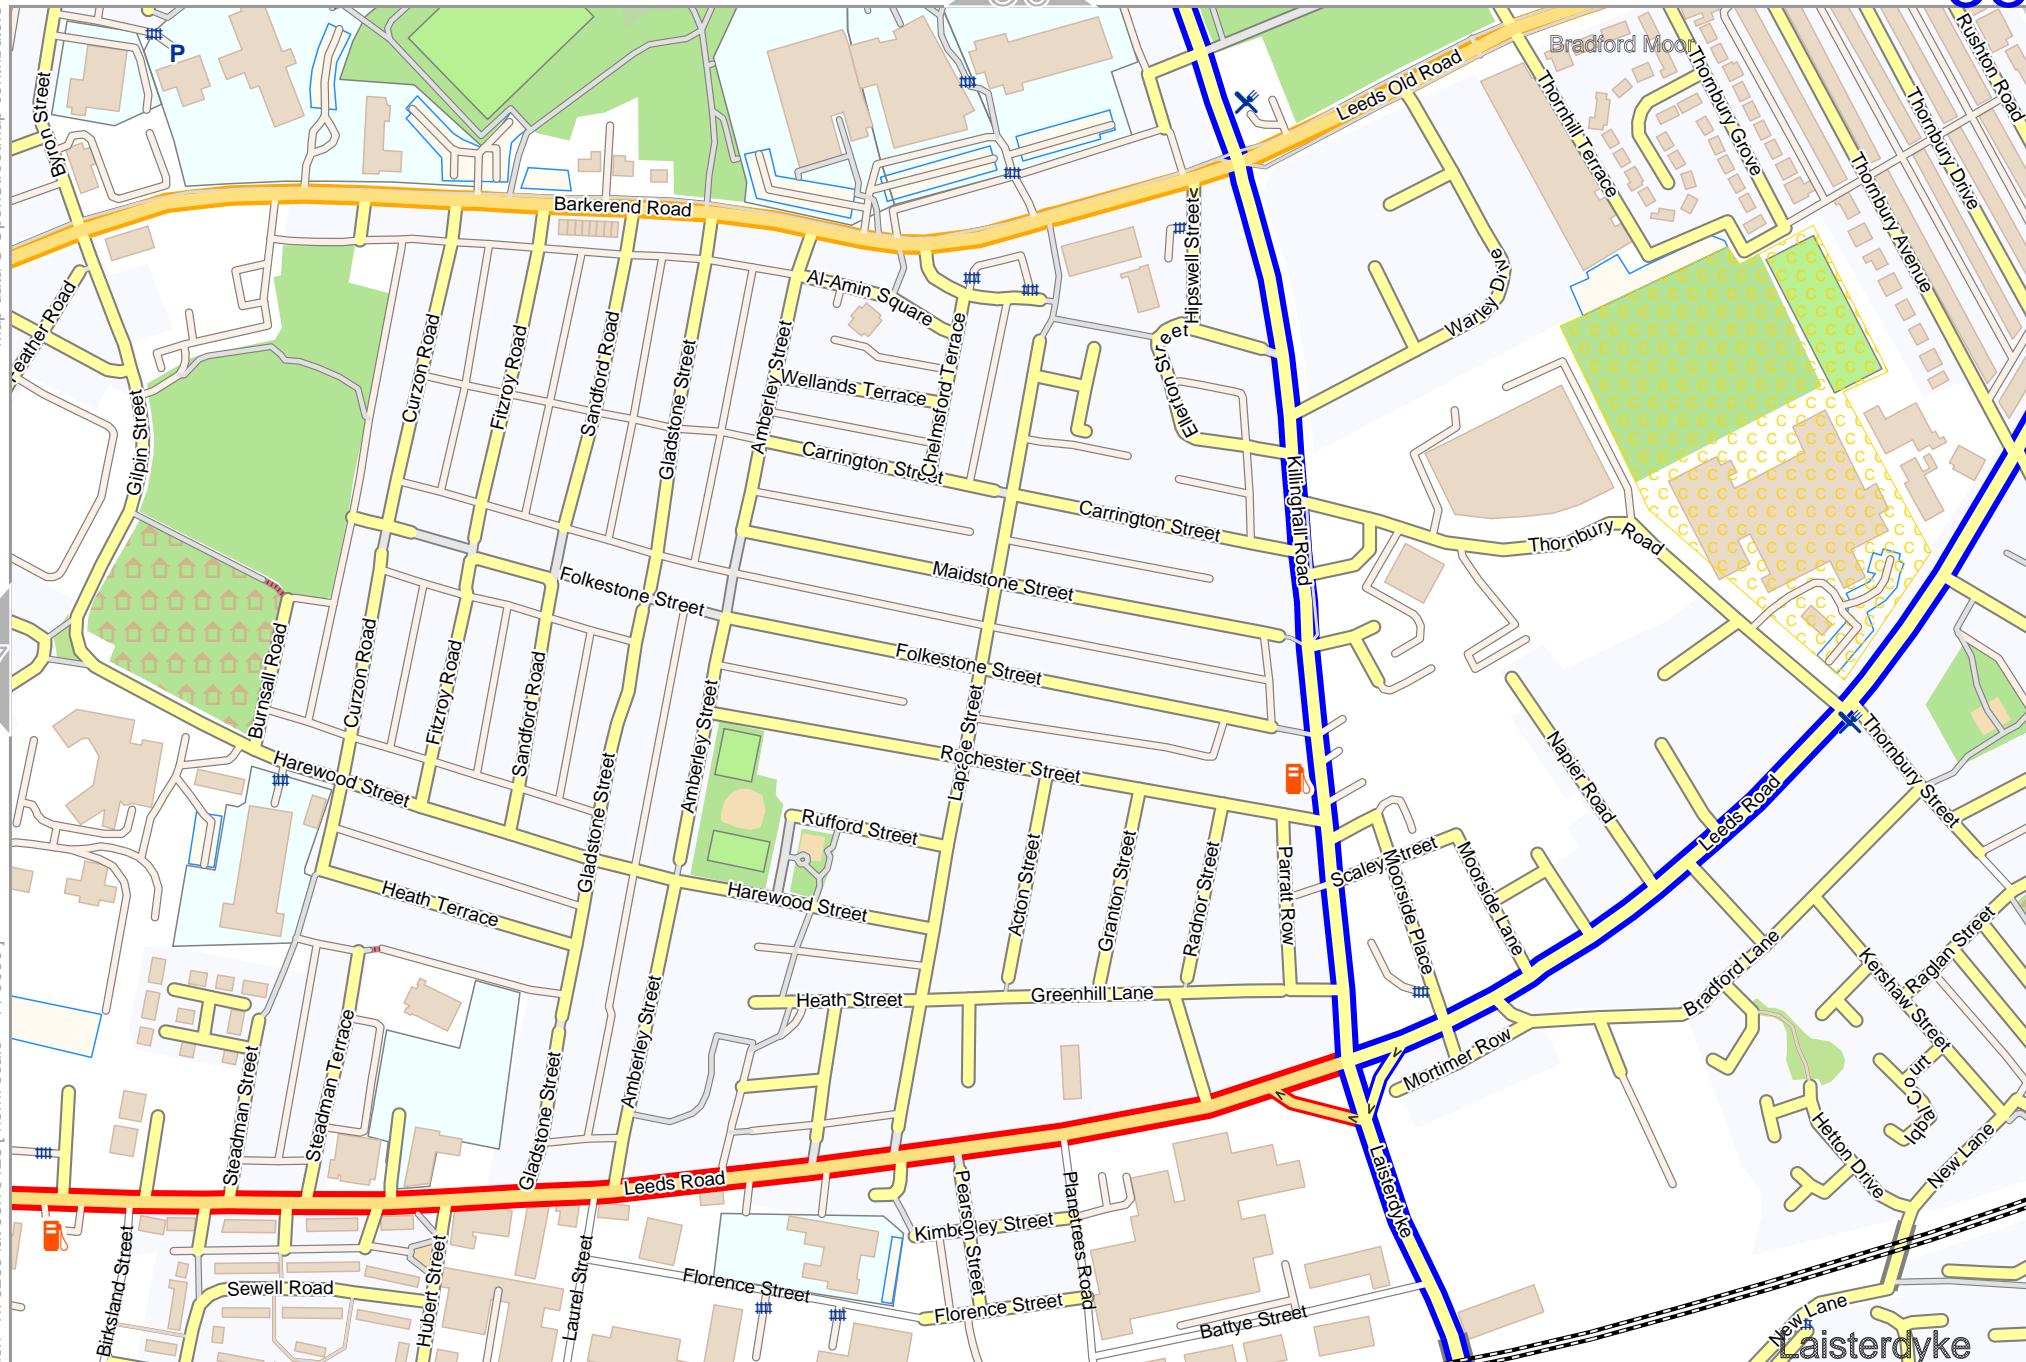 P
Bradford Moor
Rushton Road
Byron Street
Leeds Old Road
Thornhill Terrace
Thornbury Grove
Thornbury Drive
Thornbury Avenue
Barkerend Road
Hipswell Street
Al-Amin Square
Warley Drive
Curzon Road
Fitzroy Road
Sandford Road
Gladstone Street
Amberley Street
Chelmsford Terrace
Ellerton Street
Wellands Terrace
Gilpin Street
Carrington Street
Carrington Street
Killinghall Road
Thornbury Road
Folkestone Street
Maidstone Street
Folkestone Street
Burnsall Road
Curzon Road
Fitzroy Road
Sandford Road
Gladstone Street
Amberley Street
Lapage Street
Rochester Street
Harewood Street
Napier Road
Thornbury Street
Leeds Road
Rufford Street
Scaley Street
Moorside Lane
Moorside Place
Heath Terrace
Harewood Street
Acton Street
Granton Street
Radnor Street
Parratt Row
Bradford Lane
Kershaw Street
Raglan Street
Heath Street
Greenhill Lane
Amberley Street
Steadman Street
Steadman Terrace
Gladstone Street
Mortimer Row
Iqbal Court
Hetton Drive
New Lane
Leeds Road
Laisterdyke
Pearson Street
Planetrees Road
Kimberley Street
Birksland Street
Sewell Road
Hubert Street
Laurel Street
Florence Street
Florence Street
Battye Street
New Lane
Laisterdyke